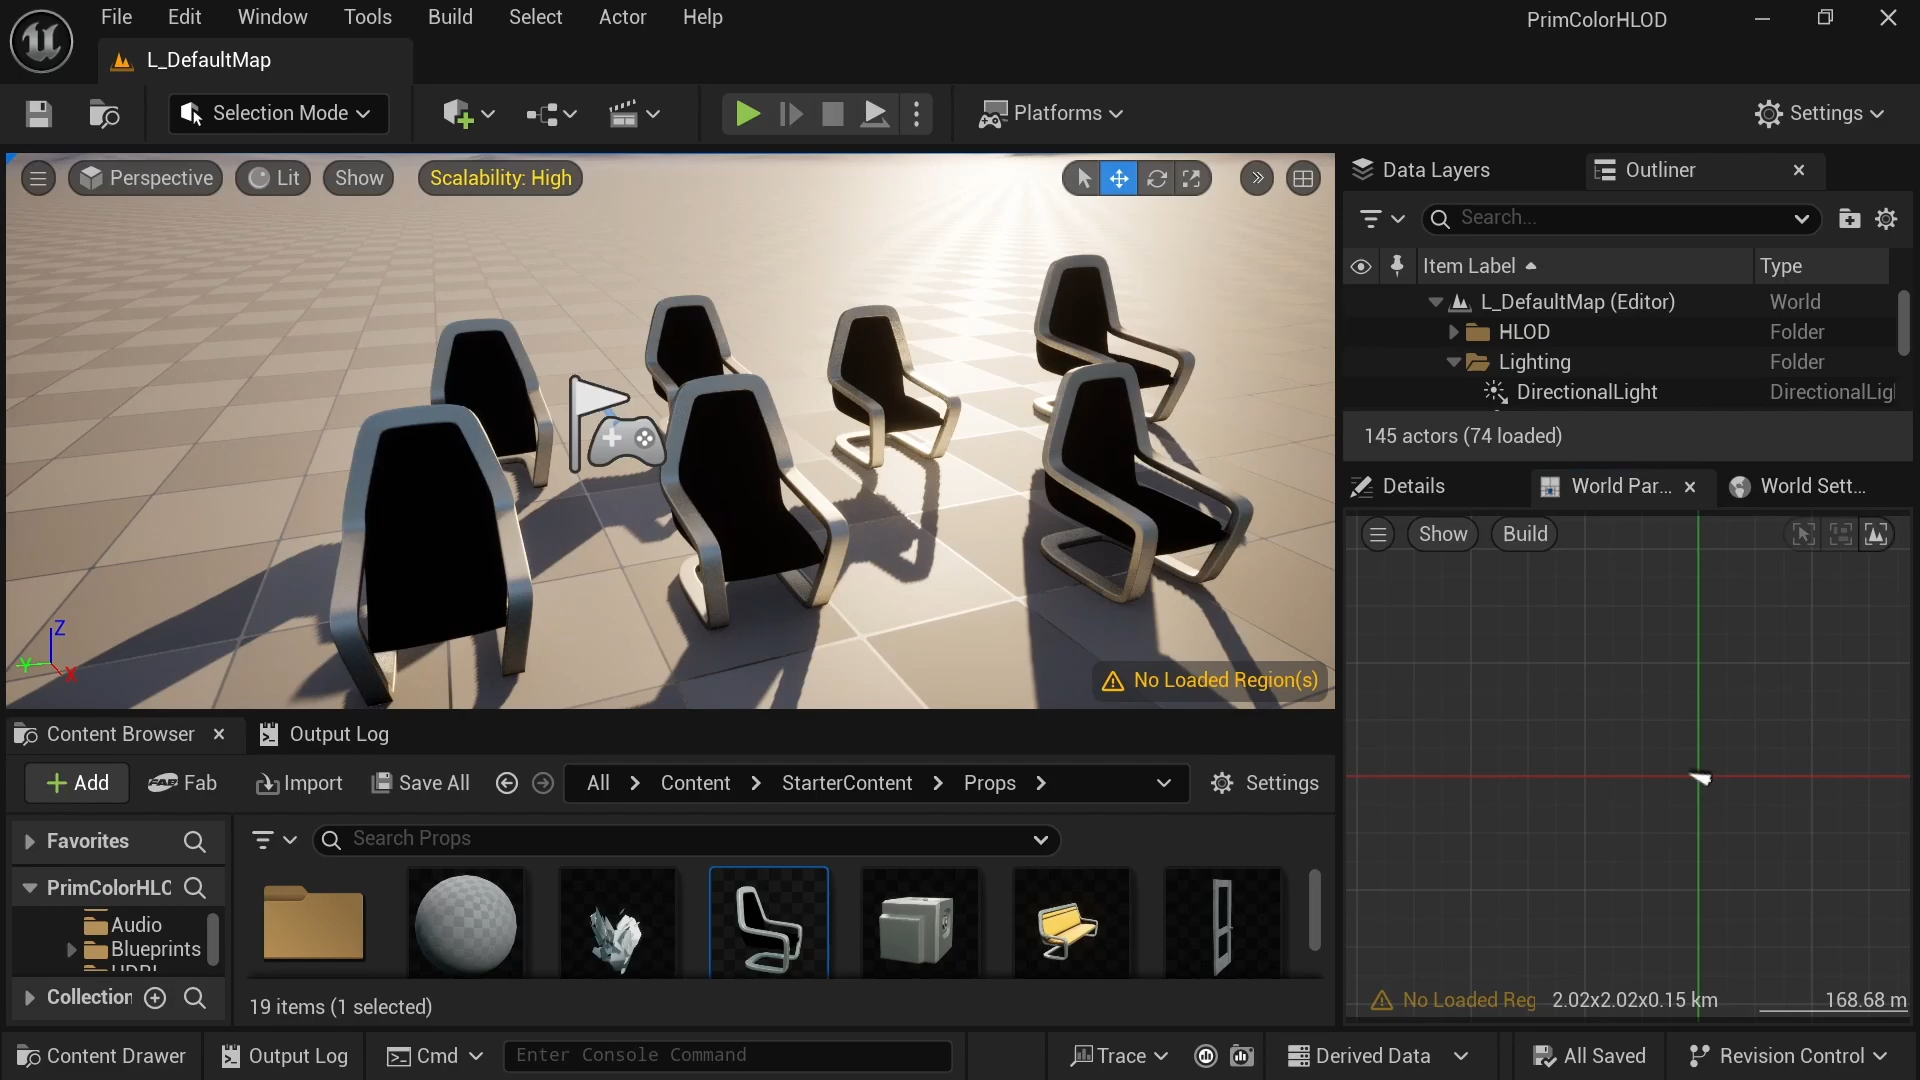 File Edit Window Tools Build Select Actor Help
PrimColorHLOD
L_DefaultMap
Selection Mode
Platforms
Settings
Perspective
Lit
Show
Scalability: High
No Loaded Region(s)
Z
Y
X
Data Layers
Outliner
Search...
Item Label
Type
L_DefaultMap (Editor) World
HLOD Folder
Lighting Folder
DirectionalLight DirectionalLig
145 actors (74 loaded)
Details
World Par...
World Sett...
Show
Build
No Loaded Reg
2.02x2.02x0.15 km
168.68 m
Content Browser
Output Log
Add
FAB Fab
Import
Save All
All > Content > StarterContent > Props >
Settings
Favorites
Search Props
PrimColorHLC
Audio
Blueprints
HDRI
Collection
19 items (1 selected)
Content Drawer
Output Log
Cmd
Enter Console Command
Trace
Derived Data
All Saved
Revision Control